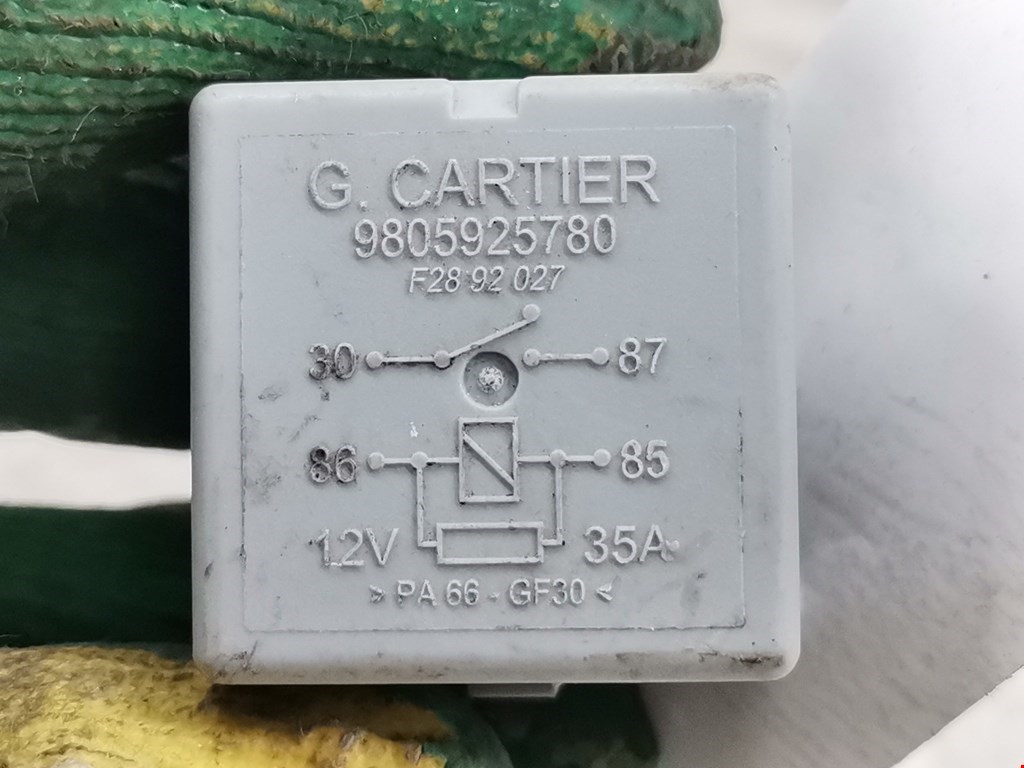 G. CARTIER
9805925780
F28 92 027
30 87
86 85
12V 35A
> PA 66 - GF30 <